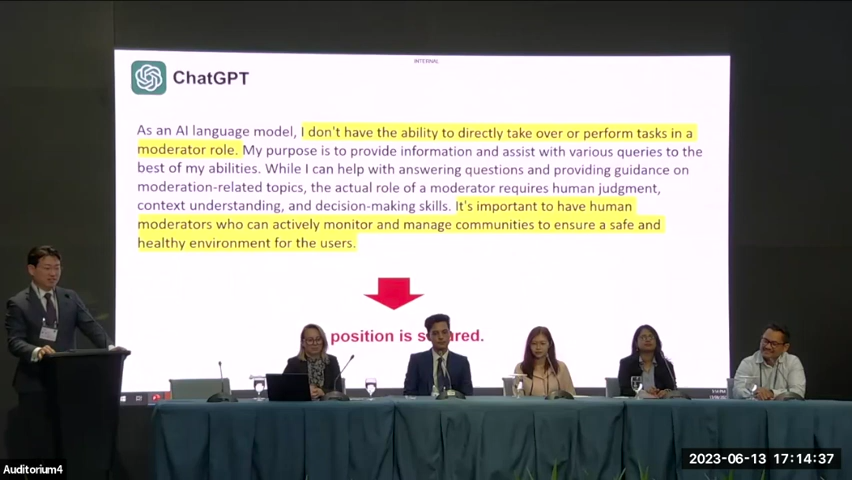 INTERNAL
ChatGPT
As an AI language model, I don't have the ability to directly take over or perform tasks in a
moderator role. My purpose is to provide information and assist with various queries to the
best of my abilities. While I can help with answering questions and providing guidance on
moderation-related topics, the actual role of a moderator requires human judgment,
context understanding, and decision-making skills. It's important to have human
moderators who can actively monitor and manage communities to ensure a safe and
healthy environment for the users.
position is
Auditorium4
2023-06-13 17:14:37